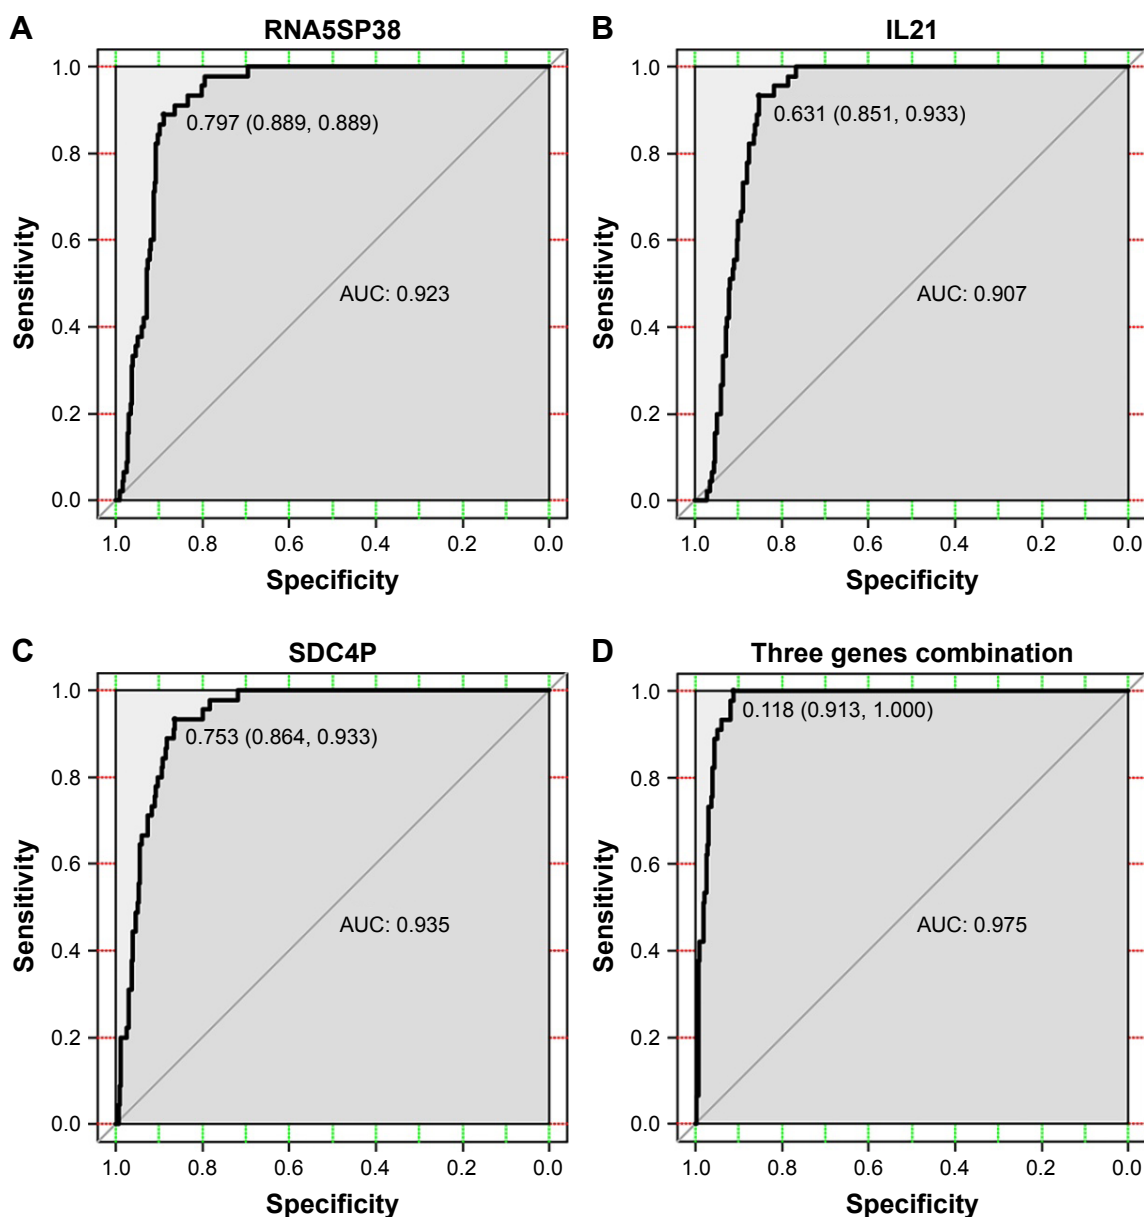 A
RNA5SP38
1.0
0.8
0.6
0.4
0.2
0.0
Sensitivity
0.797 (0.889, 0.889)
AUC: 0.923
1.0 0.8 0.6 0.4 0.2 0.0
Specificity
B
IL21
1.0
0.8
0.6
0.4
0.2
0.0
Sensitivity
0.631 (0.851, 0.933)
AUC: 0.907
1.0 0.8 0.6 0.4 0.2 0.0
Specificity
C
SDC4P
1.0
0.8
0.6
0.4
0.2
0.0
Sensitivity
0.753 (0.864, 0.933)
AUC: 0.935
1.0 0.8 0.6 0.4 0.2 0.0
Specificity
D
Three genes combination
1.0
0.8
0.6
0.4
0.2
0.0
Sensitivity
0.118 (0.913, 1.000)
AUC: 0.975
1.0 0.8 0.6 0.4 0.2 0.0
Specificity